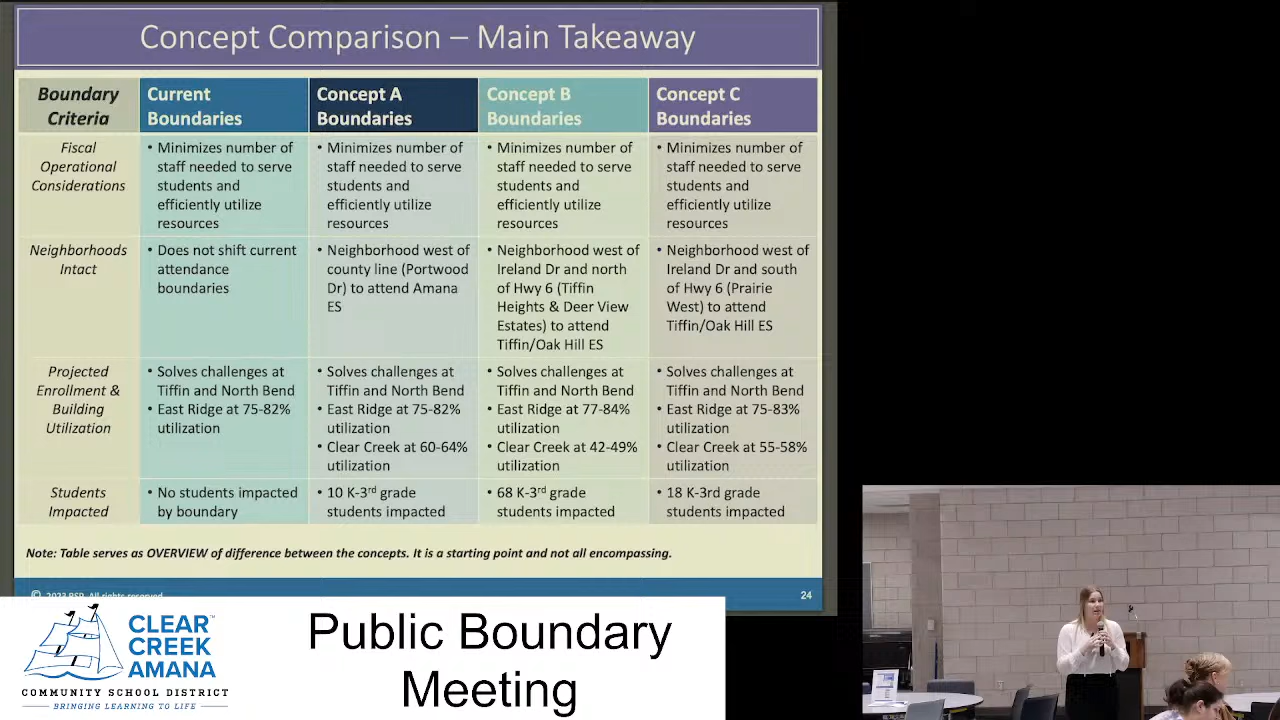 Concept Comparison – Main Takeaway
Boundary
Criteria
Current
Boundaries
Concept A
Boundaries
Concept B
Boundaries
Concept C
Boundaries
Fiscal
Operational
Considerations
• Minimizes number of
staff needed to serve
students and
efficiently utilize
resources
• Minimizes number of
staff needed to serve
students and
efficiently utilize
resources
• Minimizes number of
staff needed to serve
students and
efficiently utilize
resources
• Minimizes number of
staff needed to serve
students and
efficiently utilize
resources
Neighborhoods
Intact
• Does not shift current
attendance
boundaries
• Neighborhood west of
county line (Portwood
Dr) to attend Amana
ES
• Neighborhood west of
Ireland Dr and north
of Hwy 6 (Tiffin
Heights & Deer View
Estates) to attend
Tiffin/Oak Hill ES
• Neighborhood west of
Ireland Dr and south
of Hwy 6 (Prairie
West) to attend
Tiffin/Oak Hill ES
Projected
Enrollment &
Building
Utilization
• Solves challenges at
Tiffin and North Bend
• East Ridge at 75-82%
utilization
• Solves challenges at
Tiffin and North Bend
• East Ridge at 75-82%
utilization
• Clear Creek at 60-64%
utilization
• Solves challenges at
Tiffin and North Bend
• East Ridge at 77-84%
utilization
• Clear Creek at 42-49%
utilization
• Solves challenges at
Tiffin and North Bend
• East Ridge at 75-83%
utilization
• Clear Creek at 55-58%
utilization
Students
Impacted
• No students impacted
by boundary
• 10 K-3rd grade
students impacted
• 68 K-3rd grade
students impacted
• 18 K-3rd grade
students impacted
Note: Table serves as OVERVIEW of difference between the concepts. It is a starting point and not all encompassing.
© 2023 RSP. All rights reserved
24
CLEAR
CREEK
AMANA™
COMMUNITY SCHOOL DISTRICT
BRINGING LEARNING TO LIFE
Public Boundary
Meeting